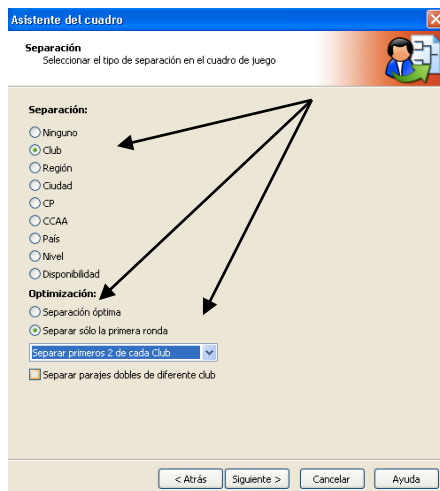 Asistente del cuadro
Separación
Seleccionar el tipo de separación en el cuadro de juego
Separación:
Ninguno
Club
Región
Ciudad
CP
CCAA
País
Nivel
Disponibilidad
Optimización:
Separación óptima
Separar sólo la primera ronda
Separar primeros 2 de cada Club
Separar parajes dobles de diferente club
< Atrás
Siguiente >
Cancelar
Ayuda